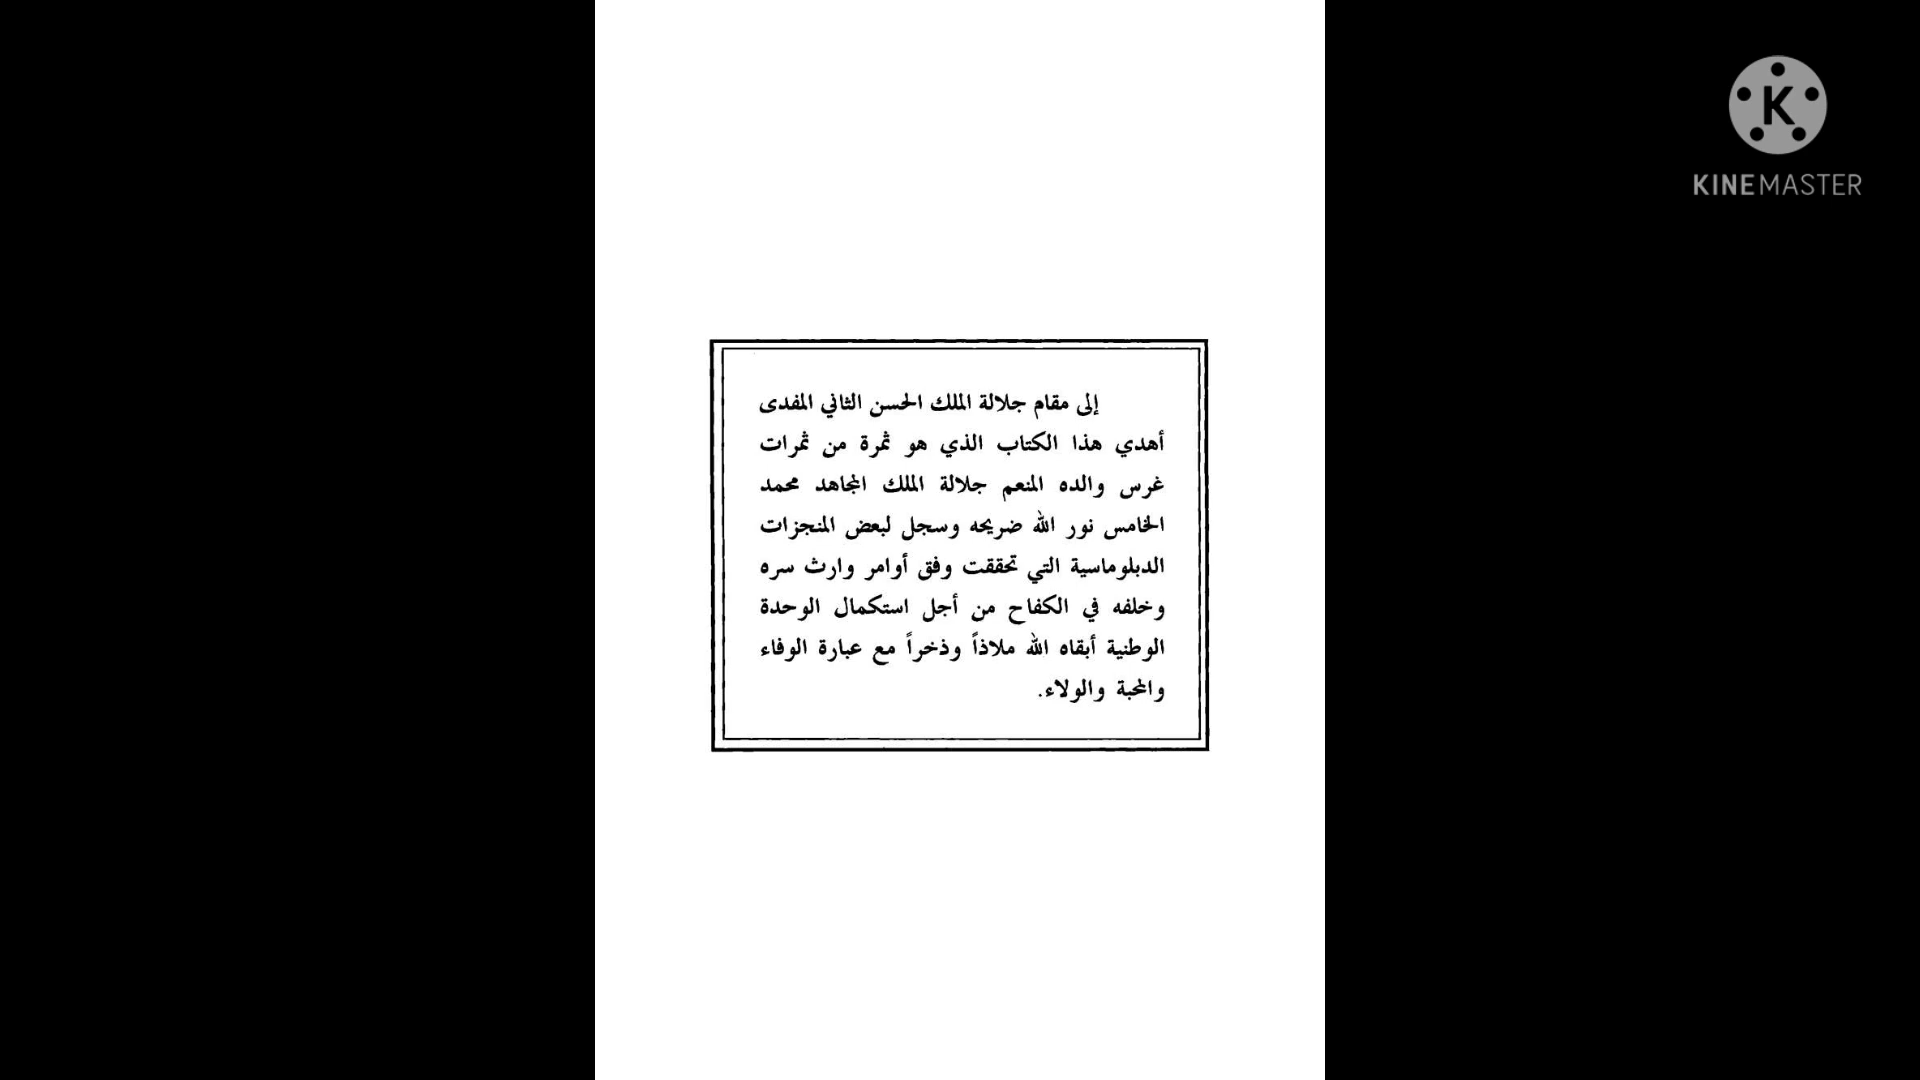 إلى مقام جلالة الملك الحسن الثاني المفدى
أهدي هذا الكتاب الذي هو ثمرة من ثمرات
غرس والده المنعم جلالة الملك المجاهد محمد
الخامس نور الله ضريحه وسجل لبعض المنجزات
الدبلوماسية التي تحققت وفق أوامر وارث سره
وخلفه في الكفاح من أجل استكمال الوحدة
الوطنية أبقاه الله ملاذاً وذخراً مع عبارة الوفاء
والمحبة والولاء.
K
KINEMASTER